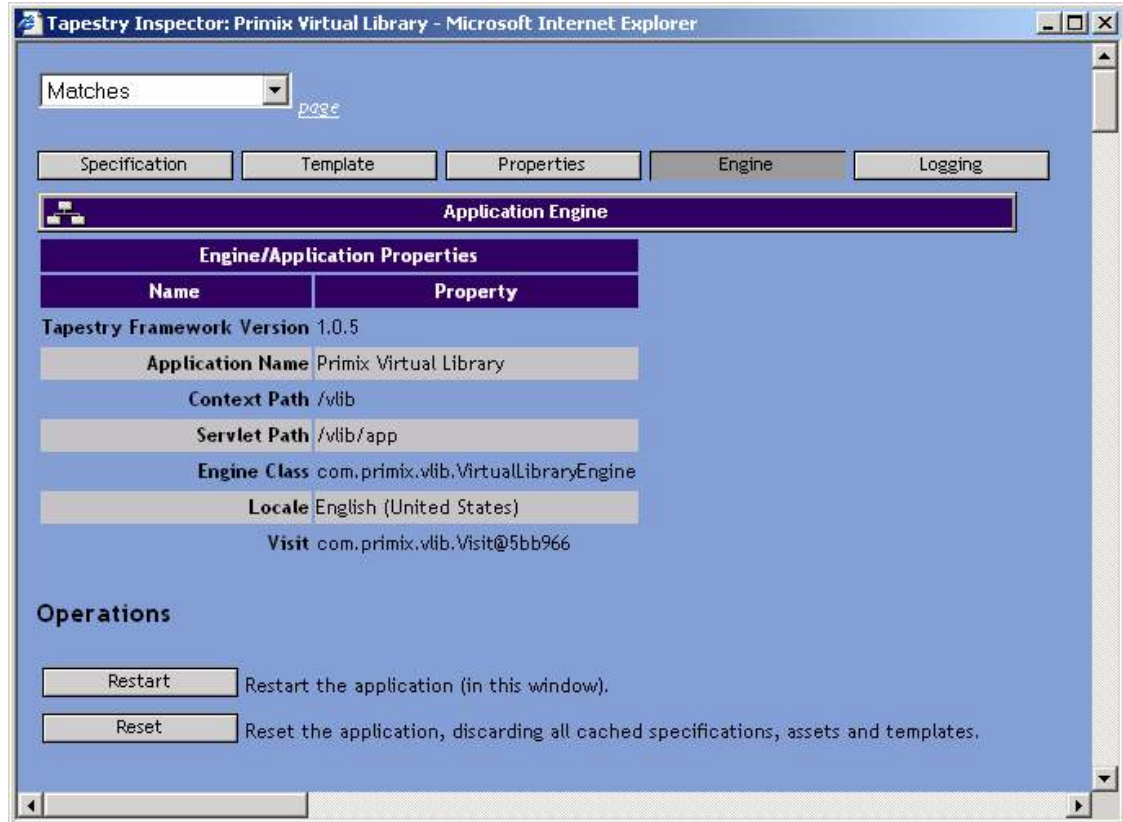 Tapestry Inspector: Primix Virtual Library - Microsoft Internet Explorer
Matches
page
Specification Template Properties Engine Logging
Application Engine
Engine/Application Properties
Name Property
Tapestry Framework Version 1.0.5
Application Name Primix Virtual Library
Context Path /vlib
Servlet Path /vlib/app
Engine Class com.primix.vlib.VirtualLibraryEngine
Locale English (United States)
Visit com.primix.vlib.Visit@5bb966
Operations
Restart Restart the application (in this window).
Reset Reset the application, discarding all cached specifications, assets and templates.